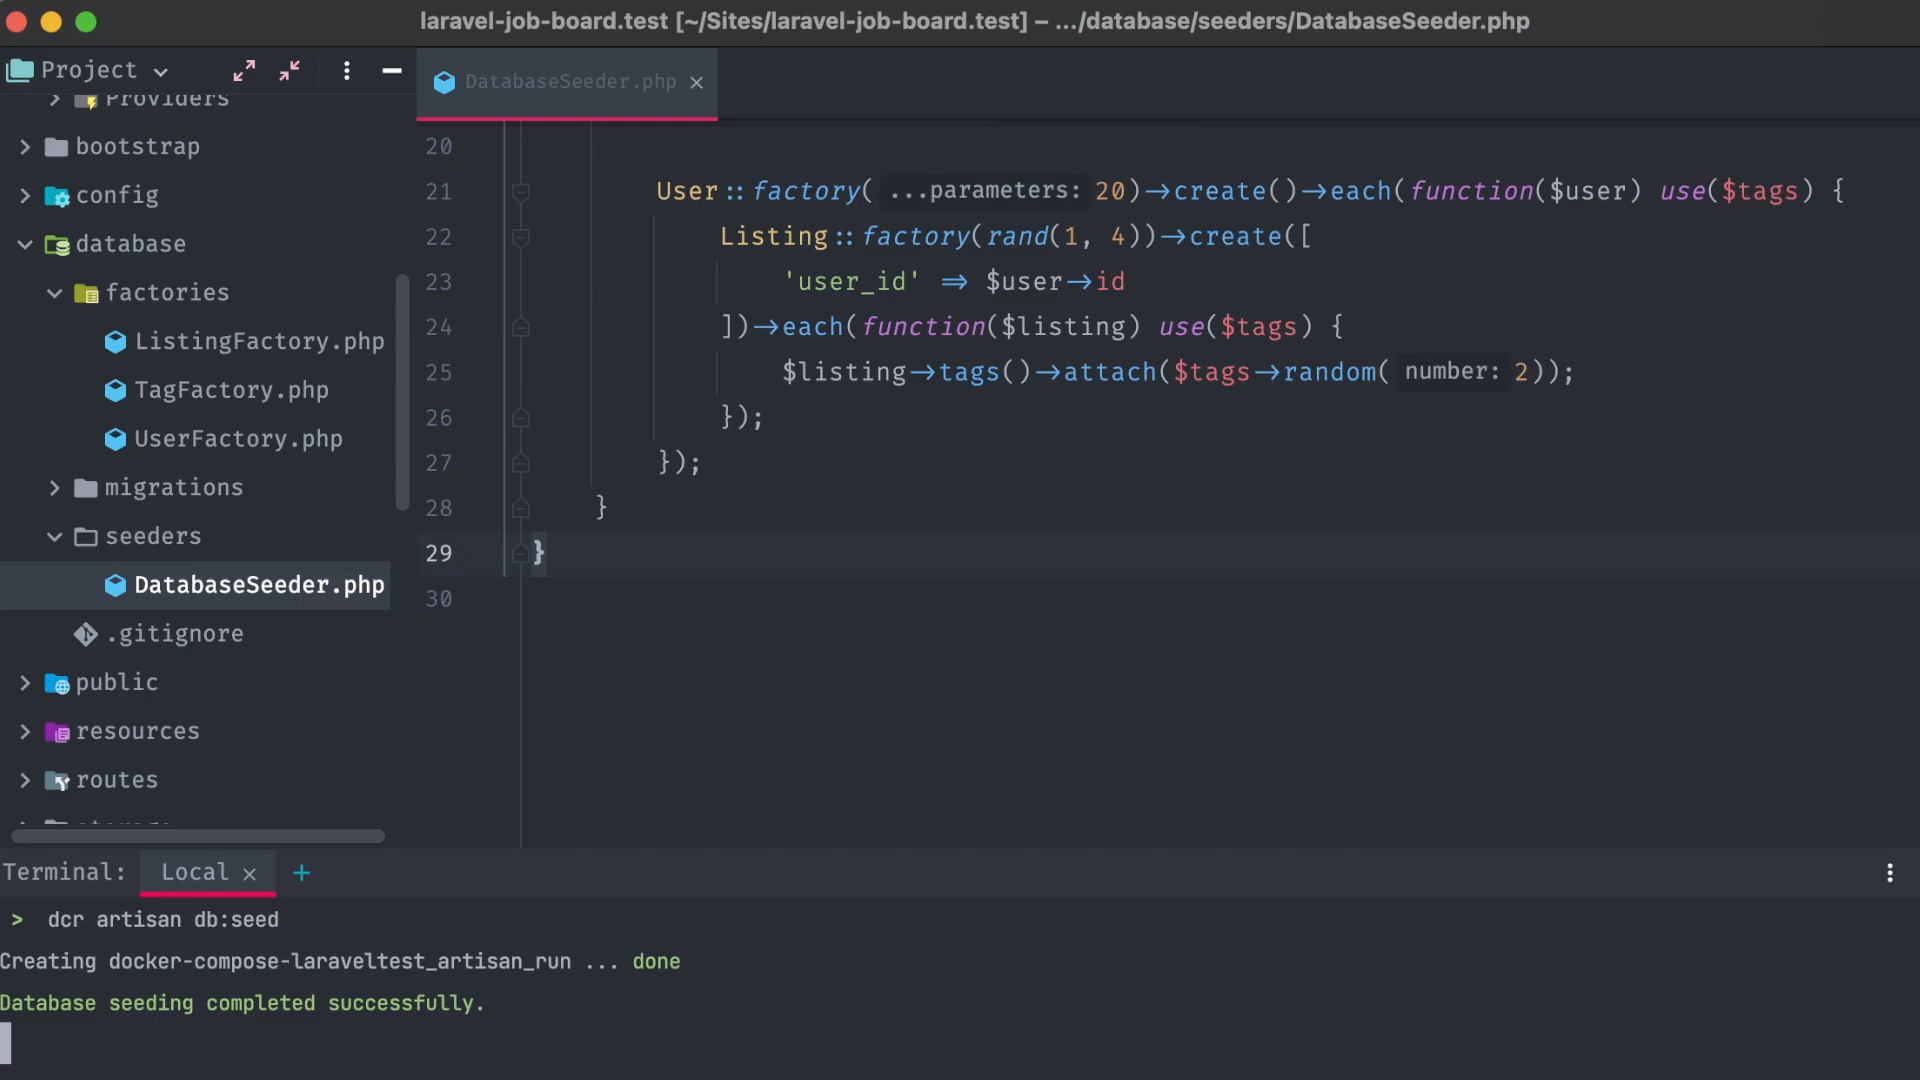 laravel-job-board.test [~/Sites/laravel-job-board.test] – .../database/seeders/DatabaseSeeder.php
Project
Providers
bootstrap
config
database
factories
ListingFactory.php
TagFactory.php
UserFactory.php
migrations
seeders
DatabaseSeeder.php
.gitignore
public
resources
routes
DatabaseSeeder.php
20
21 User::factory( ...parameters: 20)->create()->each(function($user) use($tags) {
22 Listing::factory(rand(1, 4))->create([
23 'user_id' => $user->id
24 ])->each(function($listing) use($tags) {
25 $listing->tags()->attach($tags->random( number: 2));
26 });
27 });
28 }
29 }
30
Terminal: Local +
> dcr artisan db:seed
Creating docker-compose-laraveltest_artisan_run ... done
Database seeding completed successfully.